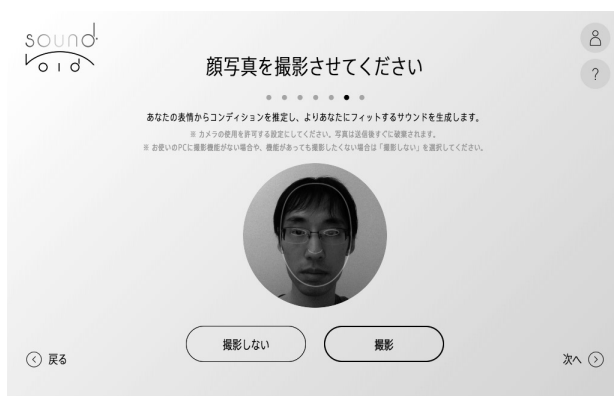 sound
void
?
顔写真を撮影させてください
あなたの表情からコンディションを推定し、よりあなたにフィットするサウンドを生成します。
※ カメラの使用を許可する設定にしてください。写真は送信後すぐに破棄されます。
※ お使いのPCに撮影機能がない場合や、機能があっても撮影したくない場合は「撮影しない」を選択してください。
撮影しない
撮影
戻る
次へ